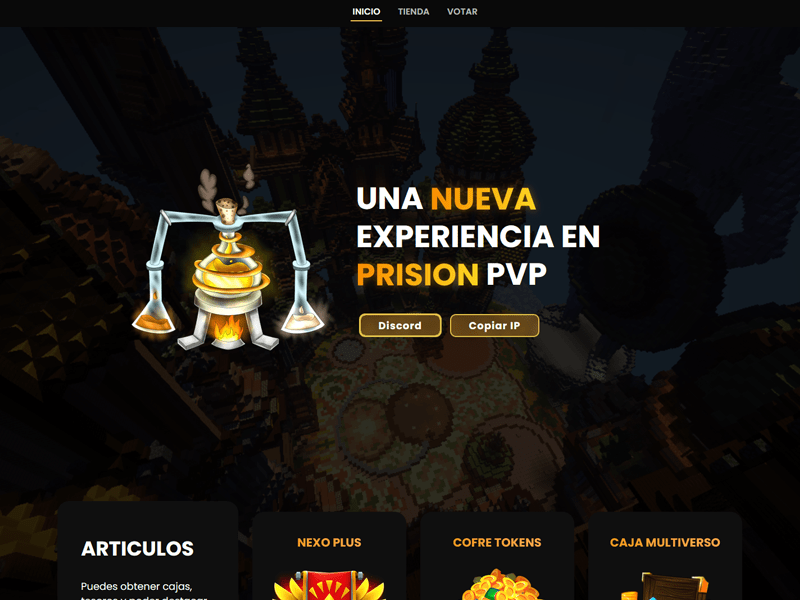 INICIO TIENDA VOTAR
UNA NUEVA
EXPERIENCIA EN
PRISION PVP
Discord Copiar IP
ARTICULOS
Puedes obtener cajas,
NEXO PLUS
COFRE TOKENS
CAJA MULTIVERSO